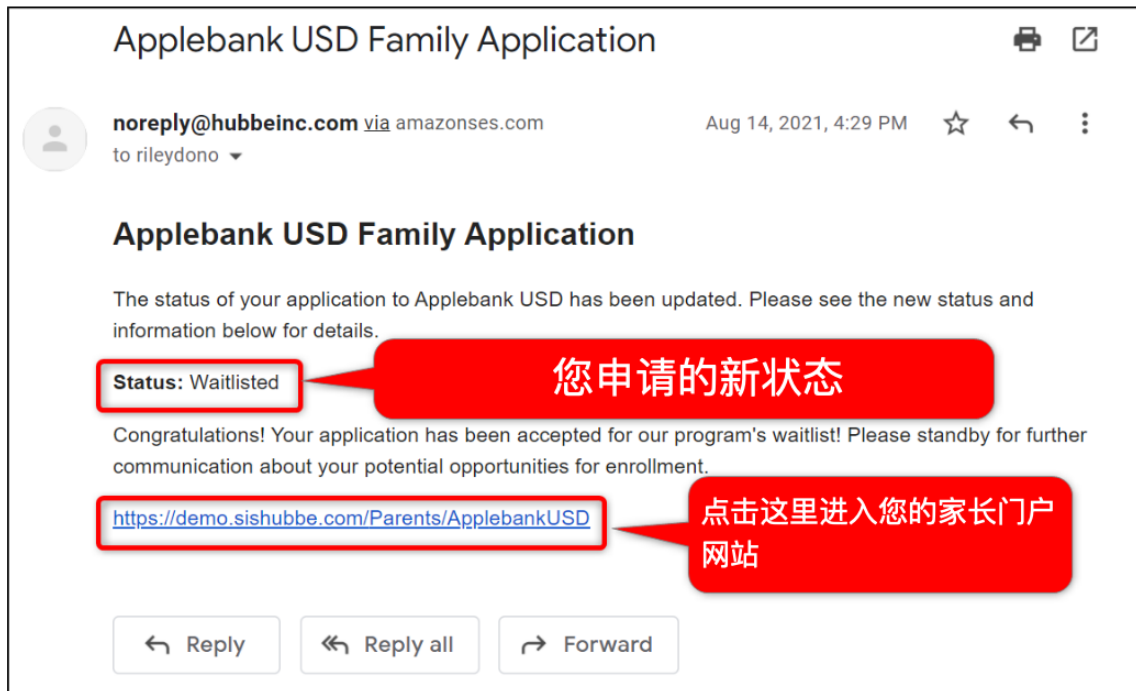 Applebank USD Family Application
noreply@hubbeinc.com via amazonses.com
Aug 14, 2021, 4:29 PM
to rileydono
Applebank USD Family Application
The status of your application to Applebank USD has been updated. Please see the new status and
information below for details.
Status: Waitlisted
您申请的新状态
Congratulations! Your application has been accepted for our program's waitlist! Please standby for further
communication about your potential opportunities for enrollment.
https://demo.sishubbe.com/Parents/ApplebankUSD
点击这里进入您的家长门户
网站
Reply
Reply all
Forward